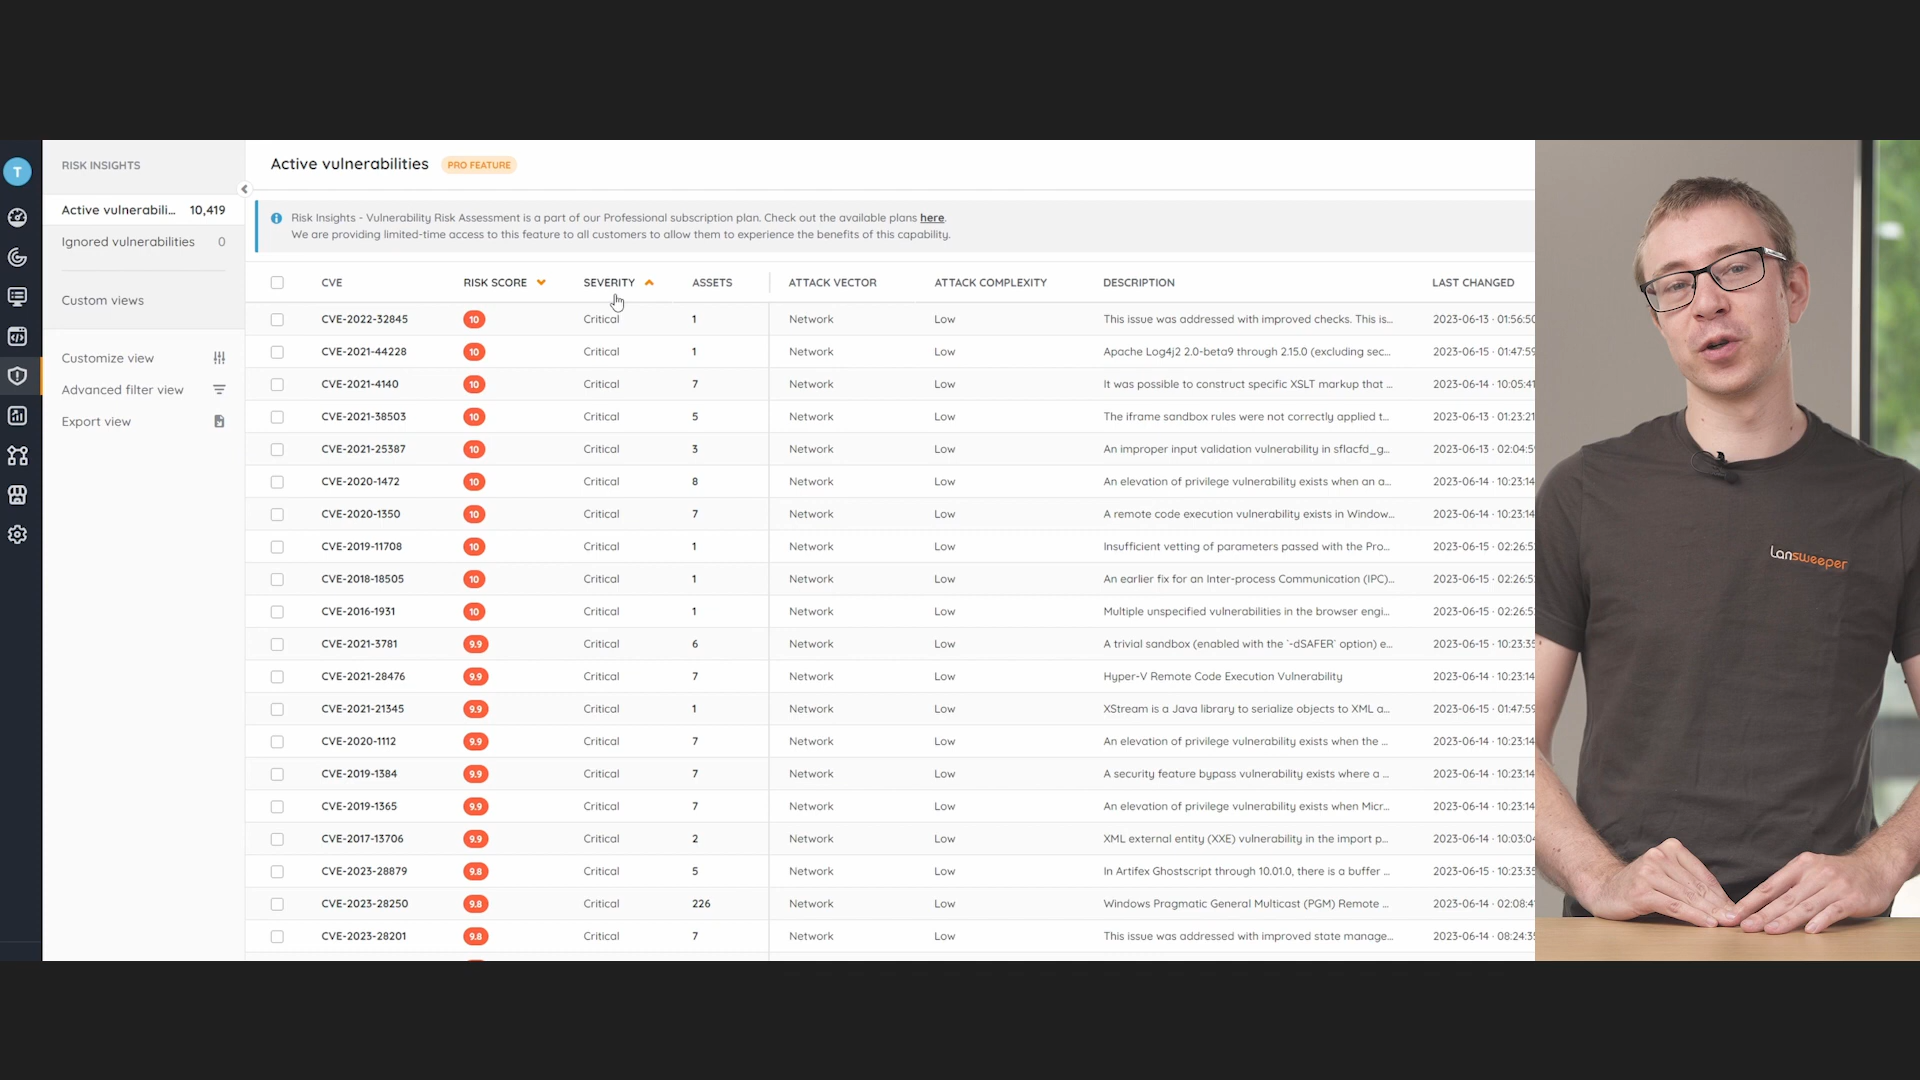 T
RISK INSIGHTS
Active vulnerabili... 10,419
Ignored vulnerabilities 0
Custom views
Customize view
Advanced filter view
Export view
Active vulnerabilities PRO FEATURE
Risk Insights - Vulnerability Risk Assessment is a part of our Professional subscription plan. Check out the available plans here.
We are providing limited-time access to this feature to all customers to allow them to experience the benefits of this capability.
CVE RISK SCORE SEVERITY ASSETS ATTACK VECTOR ATTACK COMPLEXITY DESCRIPTION LAST CHANGED
CVE-2022-32845 10 Critical 1 Network Low This issue was addressed with improved checks. This is... 2023-06-13 · 01:56:50
CVE-2021-44228 10 Critical 1 Network Low Apache Log4j2 2.0-beta9 through 2.15.0 (excluding sec... 2023-06-15 · 01:47:59
CVE-2021-4140 10 Critical 7 Network Low It was possible to construct specific XSLT markup that ... 2023-06-14 · 10:05:41
CVE-2021-38503 10 Critical 5 Network Low The iframe sandbox rules were not correctly applied t... 2023-06-13 · 01:23:21
CVE-2021-25387 10 Critical 3 Network Low An improper input validation vulnerability in sflacfd_g... 2023-06-13 · 02:04:5
CVE-2020-1472 10 Critical 8 Network Low An elevation of privilege vulnerability exists when an a... 2023-06-14 · 10:23:14
CVE-2020-1350 10 Critical 7 Network Low A remote code execution vulnerability exists in Window... 2023-06-14 · 10:23:14
CVE-2019-11708 10 Critical 1 Network Low Insufficient vetting of parameters passed with the Pro... 2023-06-15 · 02:26:5
CVE-2018-18505 10 Critical 1 Network Low An earlier fix for an Inter-process Communication (IPC)... 2023-06-15 · 02:26:5
CVE-2016-1931 10 Critical 1 Network Low Multiple unspecified vulnerabilities in the browser engi... 2023-06-15 · 02:26:5
CVE-2021-3781 9.9 Critical 6 Network Low A trivial sandbox (enabled with the `-dSAFER` option) e... 2023-06-15 · 10:23:35
CVE-2021-28476 9.9 Critical 7 Network Low Hyper-V Remote Code Execution Vulnerability 2023-06-14 · 10:23:14
CVE-2021-21345 9.9 Critical 1 Network Low XStream is a Java library to serialize objects to XML a... 2023-06-15 · 01:47:59
CVE-2020-1112 9.9 Critical 7 Network Low An elevation of privilege vulnerability exists when the ... 2023-06-14 · 10:23:14
CVE-2019-1384 9.9 Critical 7 Network Low A security feature bypass vulnerability exists where a ... 2023-06-14 · 10:23:14
CVE-2019-1365 9.9 Critical 7 Network Low An elevation of privilege vulnerability exists when Micr... 2023-06-14 · 10:23:14
CVE-2017-13706 9.9 Critical 2 Network Low XML external entity (XXE) vulnerability in the import p... 2023-06-14 · 10:03:04
CVE-2023-28879 9.8 Critical 5 Network Low In Artifex Ghostscript through 10.01.0, there is a buffer ... 2023-06-15 · 10:23:35
CVE-2023-28250 9.8 Critical 226 Network Low Windows Pragmatic General Multicast (PGM) Remote ... 2023-06-14 · 02:08:4
CVE-2023-28201 9.8 Critical 7 Network Low This issue was addressed with improved state manage... 2023-06-14 · 08:24:35
Lansweeper